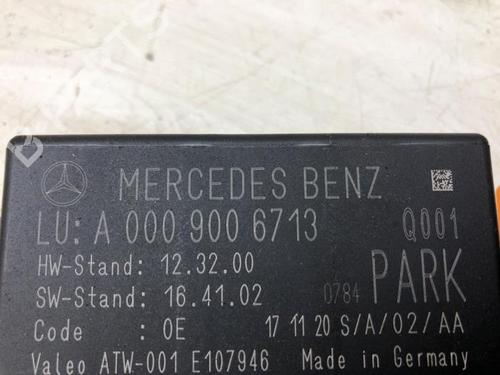 MERCEDES BENZ
LU: A 000 900 6713 Q001
HW-Stand: 12.32.00
SW-Stand: 16.41.02 0784 PARK
Code : 0E 17 11 20 S/A/02/AA
Valeo ATW-001 E107946 Made in Germany